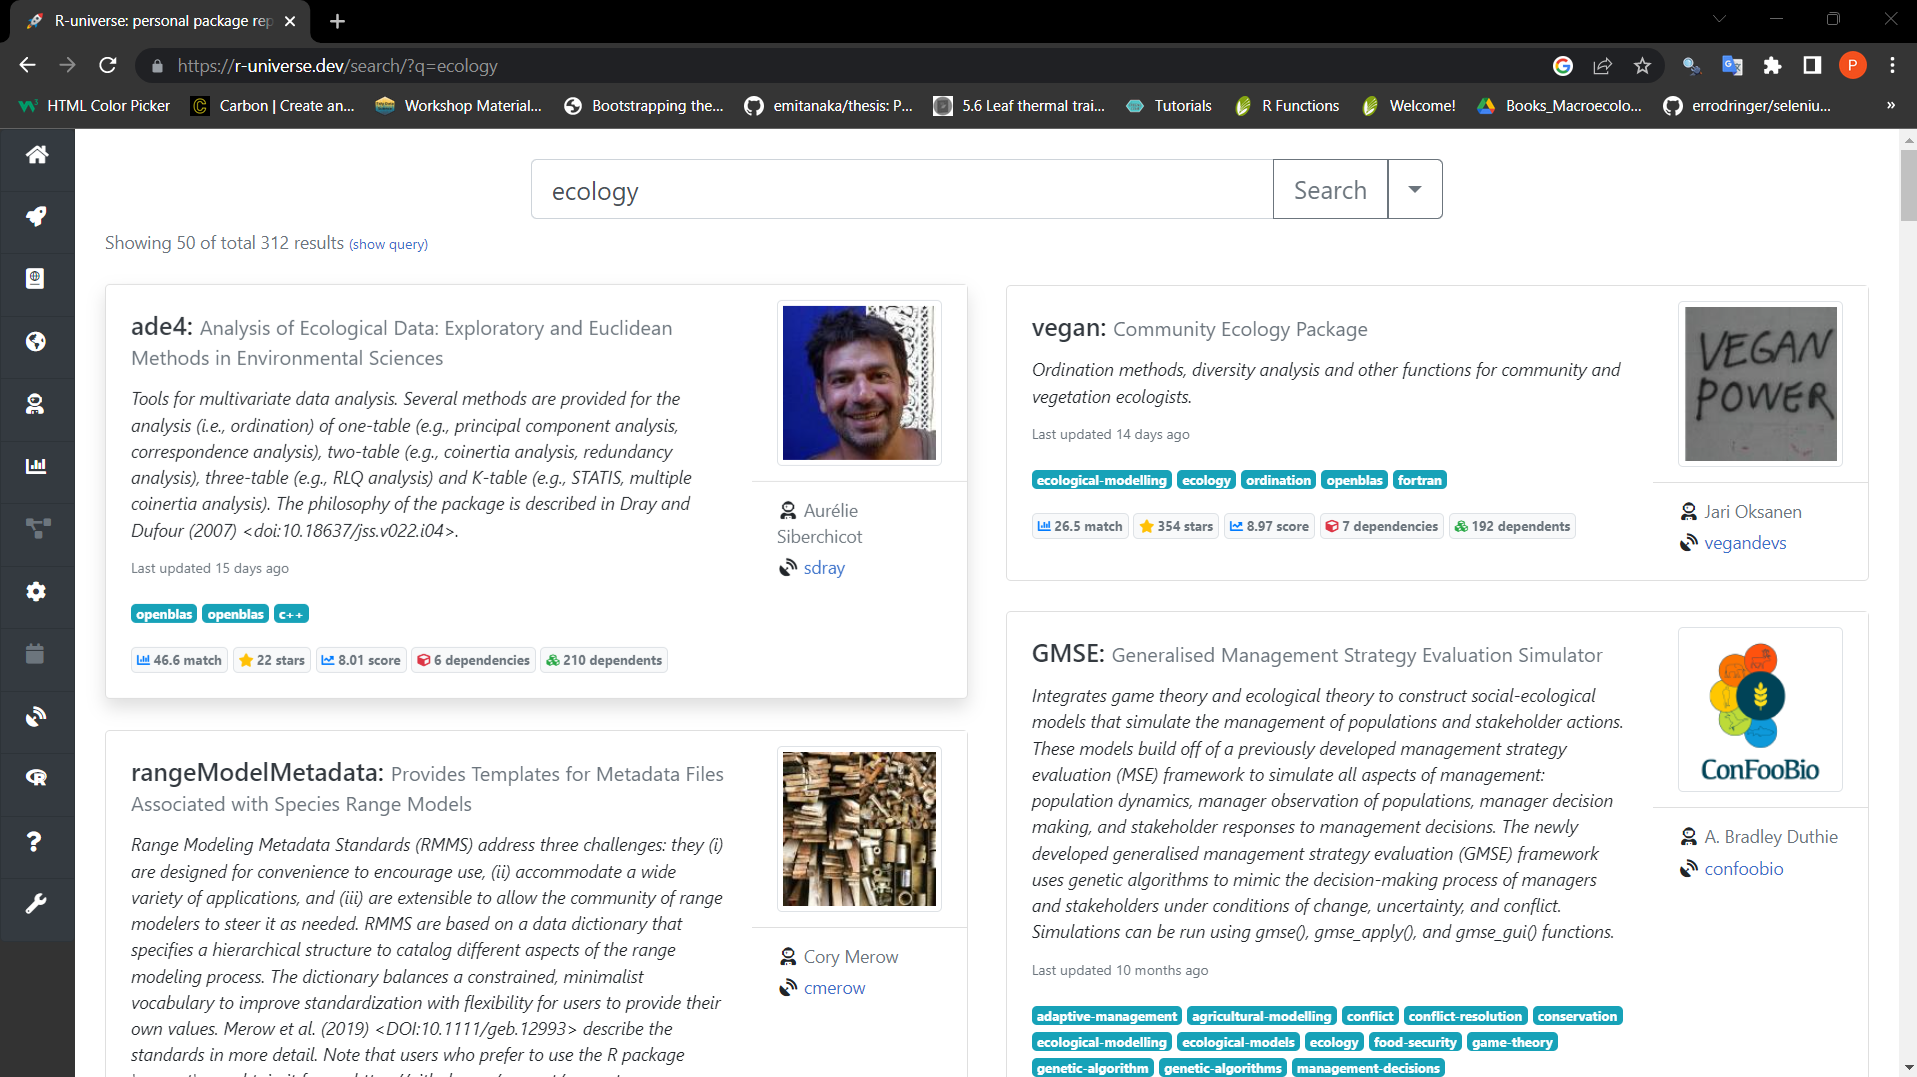 R-universe: personal package rep
https://r-universe.dev/search/?q=ecology
P
HTML Color Picker
Carbon | Create an...
Workshop Material...
Bootstrapping the...
emitanaka/thesis: P...
5.6 Leaf thermal trai...
Tutorials
R Functions
Welcome!
Books_Macroecolo...
errodringer/seleniu...
»
ecology
Search
Showing 50 of total 312 results (show query)
ade4: Analysis of Ecological Data: Exploratory and Euclidean
Methods in Environmental Sciences
Tools for multivariate data analysis. Several methods are provided for the
analysis (i.e., ordination) of one-table (e.g., principal component analysis,
correspondence analysis), two-table (e.g., coinertia analysis, redundancy
analysis), three-table (e.g., RLQ analysis) and K-table (e.g., STATIS, multiple
coinertia analysis). The philosophy of the package is described in Dray and
Dufour (2007) <doi:10.18637/jss.v022.i04>.
Last updated 15 days ago
openblas openblas c++
46.6 match 22 stars 8.01 score 6 dependencies 210 dependents
Aurélie
Siberchicot
sdray
vegan: Community Ecology Package
Ordination methods, diversity analysis and other functions for community and
vegetation ecologists.
Last updated 14 days ago
ecological-modelling ecology ordination openblas fortran
26.5 match 354 stars 8.97 score 7 dependencies 192 dependents
VEGAN
POWER
Jari Oksanen
vegandevs
rangeModelMetadata: Provides Templates for Metadata Files
Associated with Species Range Models
Range Modeling Metadata Standards (RMMS) address three challenges: they (i)
are designed for convenience to encourage use, (ii) accommodate a wide
variety of applications, and (iii) are extensible to allow the community of range
modelers to steer it as needed. RMMS are based on a data dictionary that
specifies a hierarchical structure to catalog different aspects of the range
modeling process. The dictionary balances a constrained, minimalist
vocabulary to improve standardization with flexibility for users to provide their
own values. Merow et al. (2019) <DOI:10.1111/geb.12993> describe the
standards in more detail. Note that users who prefer to use the R package
Cory Merow
cmerow
GMSE: Generalised Management Strategy Evaluation Simulator
Integrates game theory and ecological theory to construct social-ecological
models that simulate the management of populations and stakeholder actions.
These models build off of a previously developed management strategy
evaluation (MSE) framework to simulate all aspects of management:
population dynamics, manager observation of populations, manager decision
making, and stakeholder responses to management decisions. The newly
developed generalised management strategy evaluation (GMSE) framework
uses genetic algorithms to mimic the decision-making process of managers
and stakeholders under conditions of change, uncertainty, and conflict.
Simulations can be run using gmse(), gmse_apply(), and gmse_gui() functions.
Last updated 10 months ago
adaptive-management agricultural-modelling conflict conflict-resolution conservation
ecological-modelling ecological-models ecology food-security game-theory
genetic-algorithm genetic-algorithms management-decisions
ConFooBio
A. Bradley Duthie
confoobio